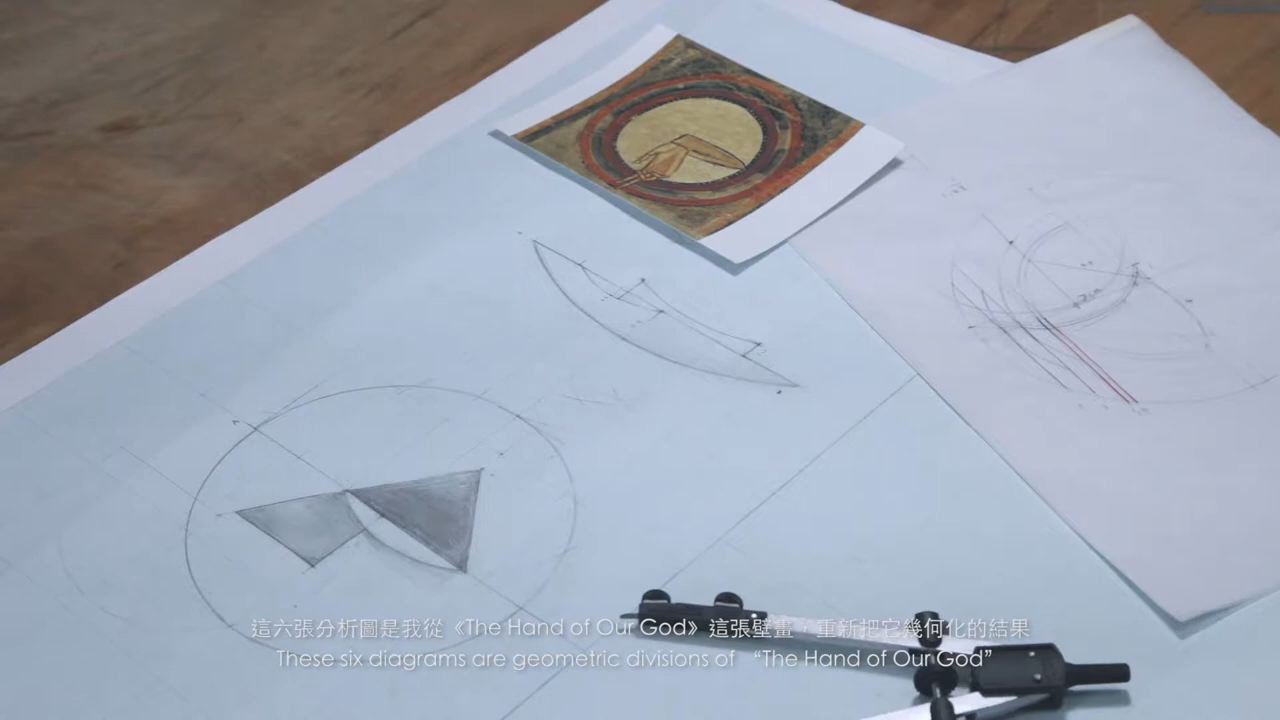 這六張分析圖是我從《The Hand of Our God》這張壁畫，重新把它幾何化的結果
These six diagrams are geometric divisions of “The Hand of Our God”